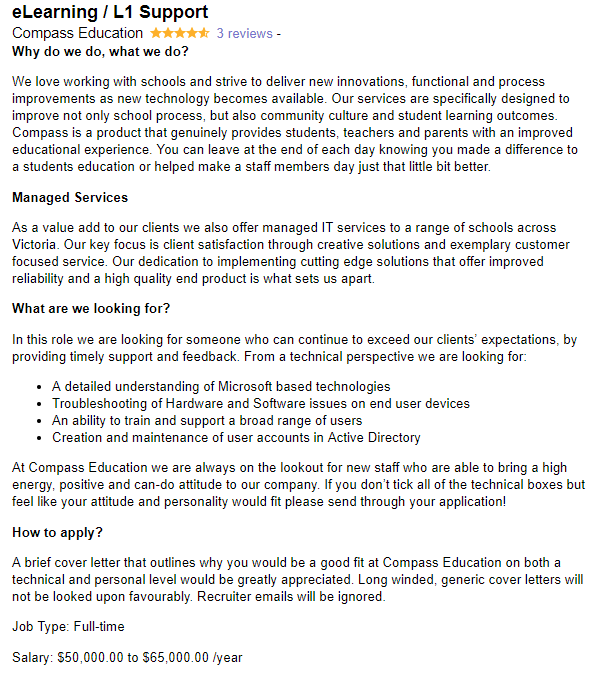 eLearning / L1 Support
Compass Education 3 reviews -
Why do we do, what we do?
We love working with schools and strive to deliver new innovations, functional and process
improvements as new technology becomes available. Our services are specifically designed to
improve not only school process, but also community culture and student learning outcomes.
Compass is a product that genuinely provides students, teachers and parents with an improved
educational experience. You can leave at the end of each day knowing you made a difference to
a students education or helped make a staff members day just that little bit better.
Managed Services
As a value add to our clients we also offer managed IT services to a range of schools across
Victoria. Our key focus is client satisfaction through creative solutions and exemplary customer
focused service. Our dedication to implementing cutting edge solutions that offer improved
reliability and a high quality end product is what sets us apart.
What are we looking for?
In this role we are looking for someone who can continue to exceed our clients’ expectations, by
providing timely support and feedback. From a technical perspective we are looking for:
• A detailed understanding of Microsoft based technologies
• Troubleshooting of Hardware and Software issues on end user devices
• An ability to train and support a broad range of users
• Creation and maintenance of user accounts in Active Directory
At Compass Education we are always on the lookout for new staff who are able to bring a high
energy, positive and can-do attitude to our company. If you don’t tick all of the technical boxes but
feel like your attitude and personality would fit please send through your application!
How to apply?
A brief cover letter that outlines why you would be a good fit at Compass Education on both a
technical and personal level would be greatly appreciated. Long winded, generic cover letters will
not be looked upon favourably. Recruiter emails will be ignored.
Job Type: Full-time
Salary: $50,000.00 to $65,000.00 /year